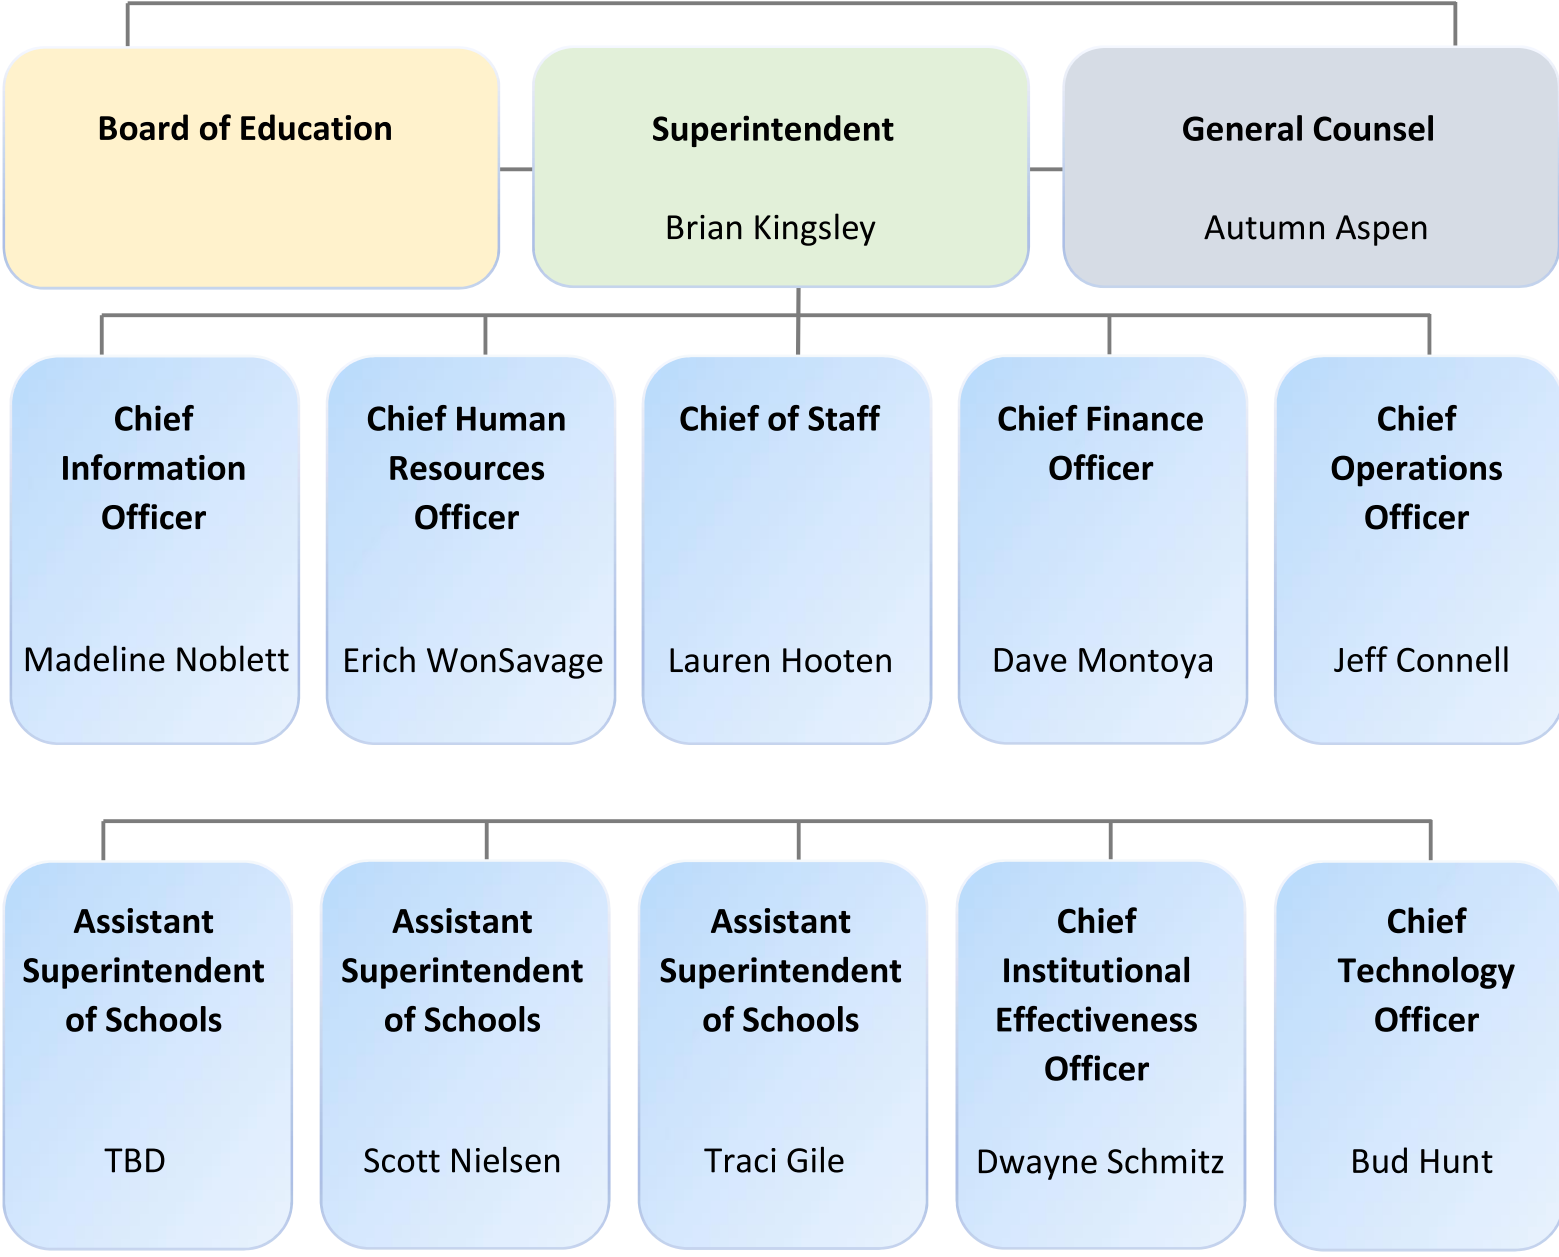 Board of Education
Superintendent
Brian Kingsley
General Counsel
Autumn Aspen
Chief
Information
Officer
Madeline Noblett
Chief Human
Resources
Officer
Erich WonSavage
Chief of Staff
Lauren Hooten
Chief Finance
Officer
Dave Montoya
Chief
Operations
Officer
Jeff Connell
Assistant
Superintendent
of Schools
TBD
Assistant
Superintendent
of Schools
Scott Nielsen
Assistant
Superintendent
of Schools
Traci Gile
Chief
Institutional
Effectiveness
Officer
Dwayne Schmitz
Chief
Technology
Officer
Bud Hunt